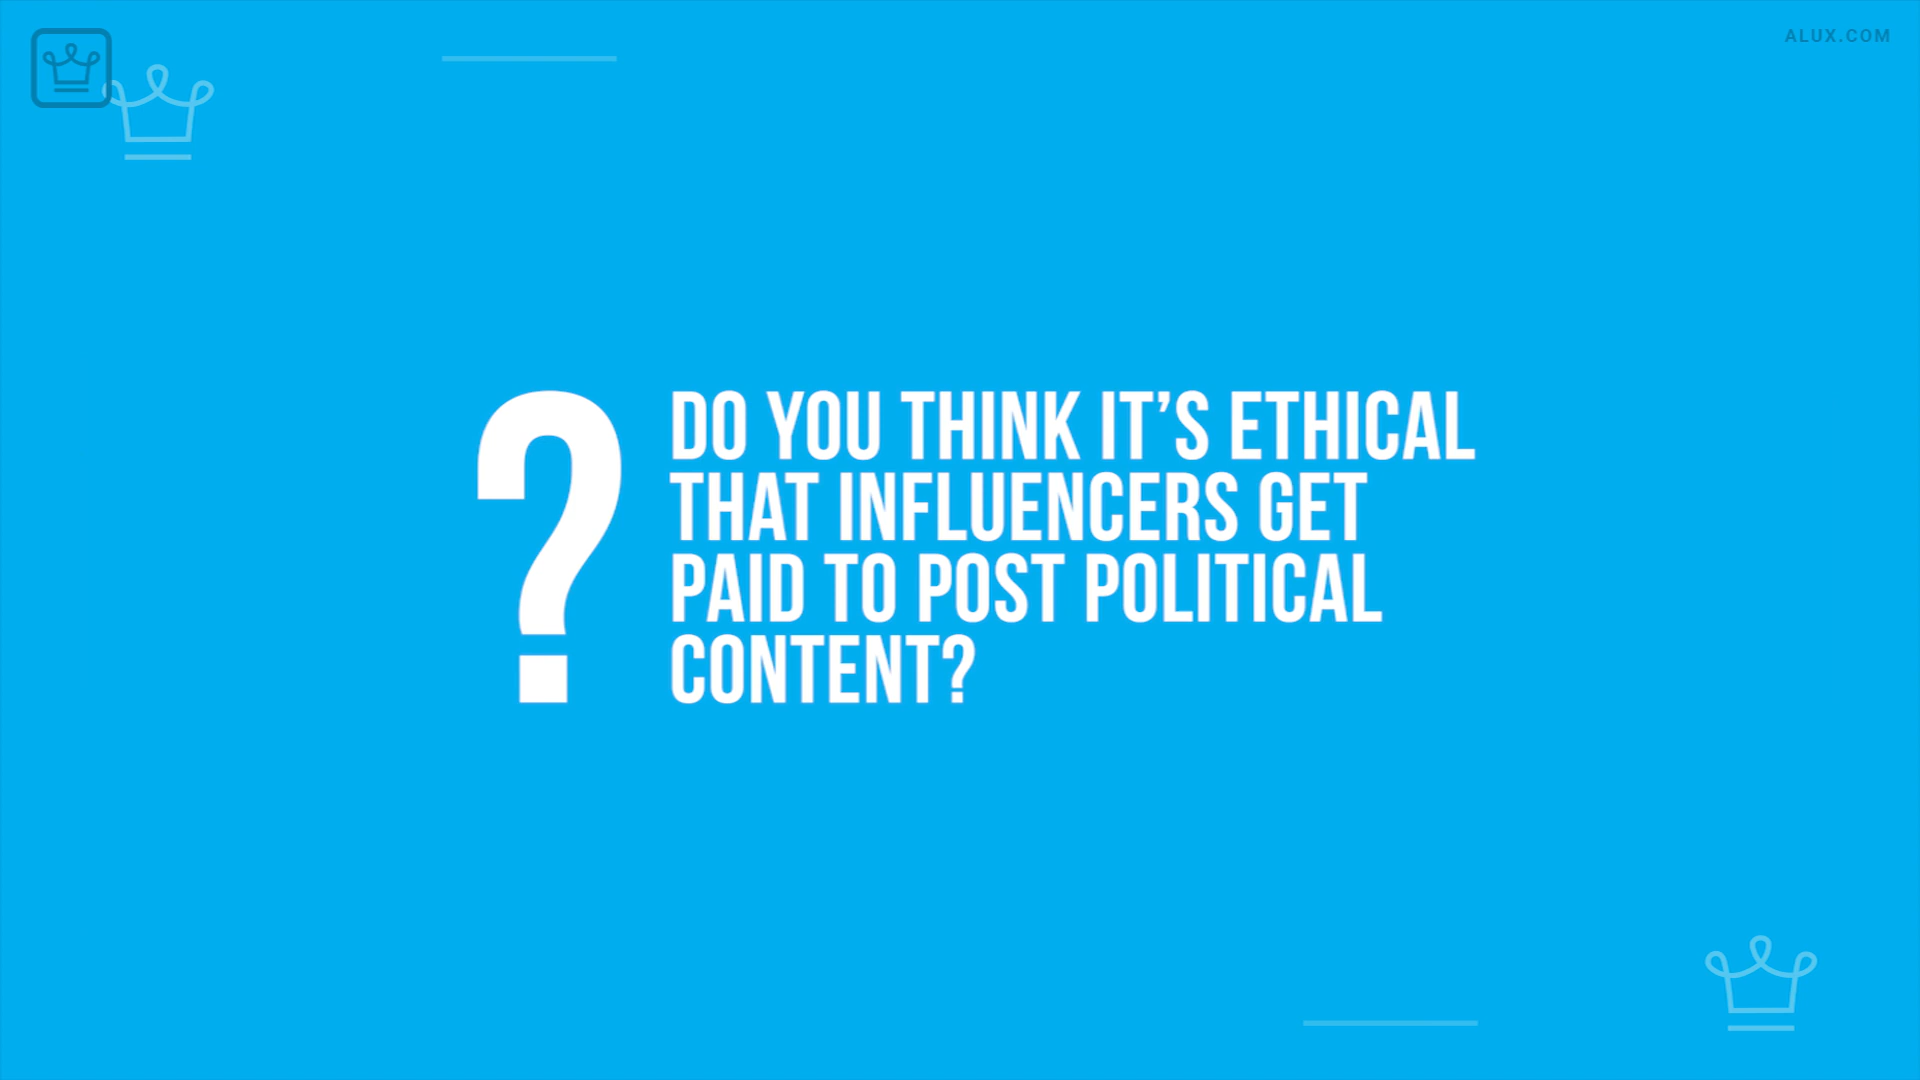 ALUX.COM
?
DO YOU THINK IT’S ETHICAL
THAT INFLUENCERS GET
PAID TO POST POLITICAL
CONTENT?